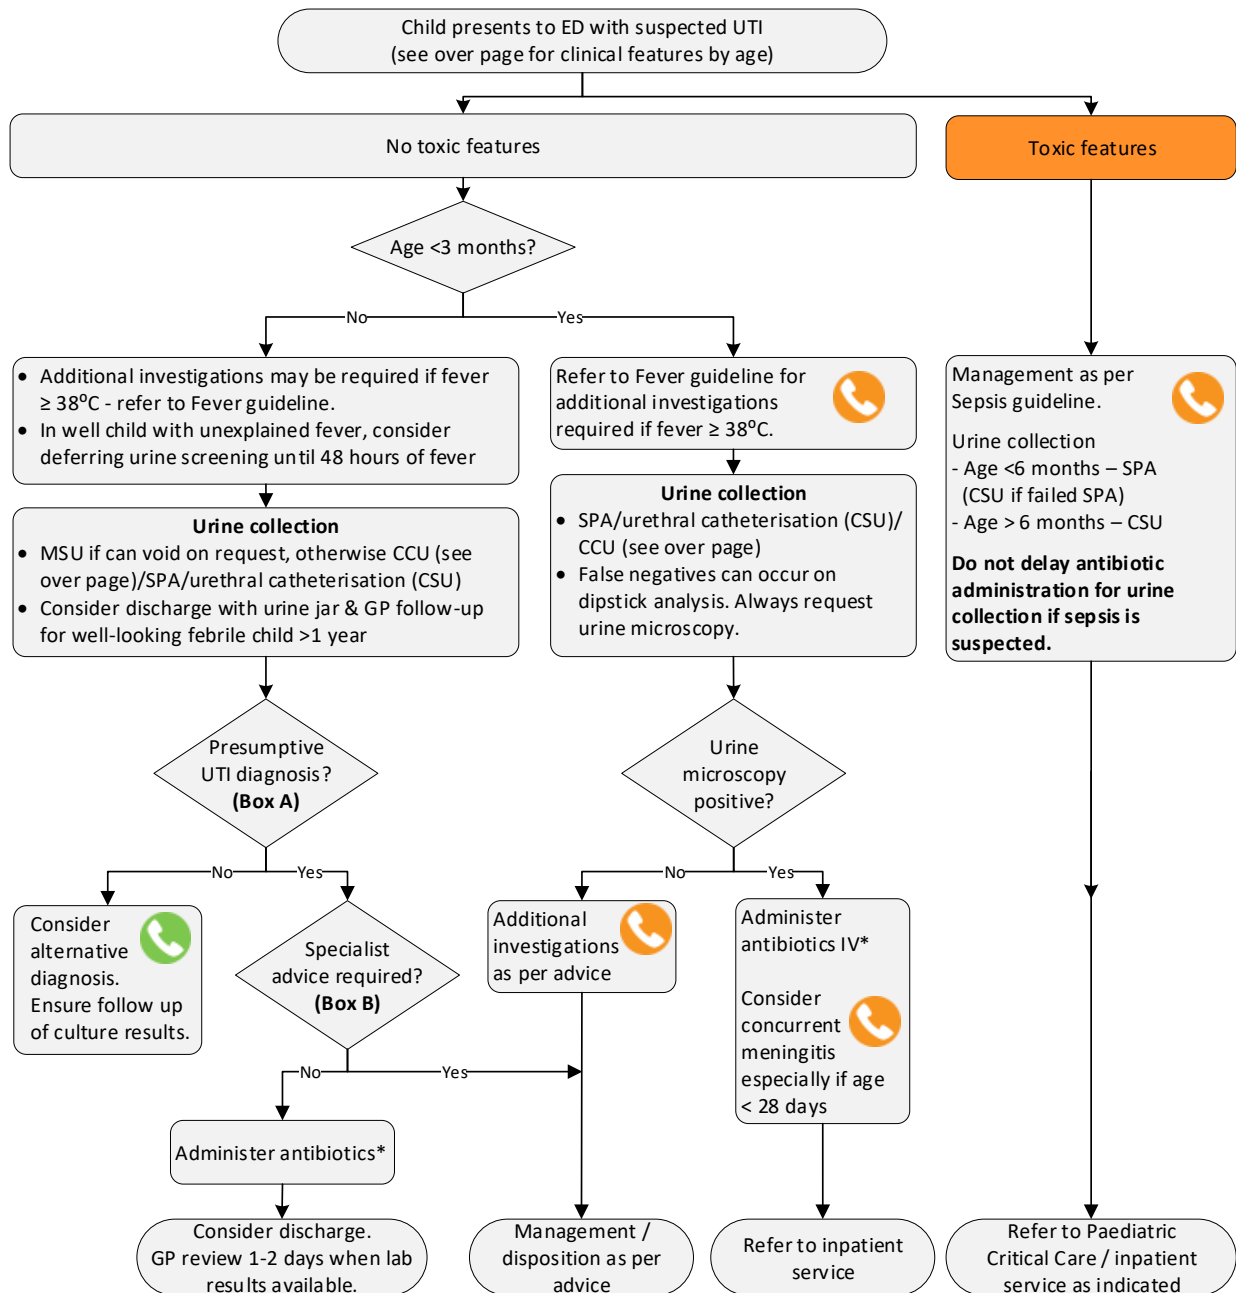 Child presents to ED with suspected UTI
(see over page for clinical features by age)
No toxic features
Toxic features
Age <3 months?
No
Yes
• Additional investigations may be required if fever
≥ 38⁰C - refer to Fever guideline.
• In well child with unexplained fever, consider
deferring urine screening until 48 hours of fever
Refer to Fever guideline for
additional investigations
required if fever ≥ 38⁰C.
Management as per
Sepsis guideline.
Urine collection
- Age <6 months – SPA
(CSU if failed SPA)
- Age > 6 months – CSU
Do not delay antibiotic
administration for urine
collection if sepsis is
suspected.
Urine collection
• MSU if can void on request, otherwise CCU (see
over page)/SPA/urethral catheterisation (CSU)
• Consider discharge with urine jar & GP follow-up
for well-looking febrile child >1 year
Urine collection
• SPA/urethral catheterisation (CSU)/
CCU (see over page)
• False negatives can occur on
dipstick analysis. Always request
urine microscopy.
Presumptive
UTI diagnosis?
(Box A)
Urine
microscopy
positive?
No
Yes
No
Yes
Consider
alternative
diagnosis.
Ensure follow up
of culture results.
Specialist
advice required?
(Box B)
Additional
investigations
as per advice
Administer
antibiotics IV*
Consider
concurrent
meningitis
especially if age
< 28 days
No
Yes
Administer antibiotics*
Consider discharge.
GP review 1-2 days when lab
results available.
Management /
disposition as per
advice
Refer to inpatient
service
Refer to Paediatric
Critical Care / inpatient
service as indicated